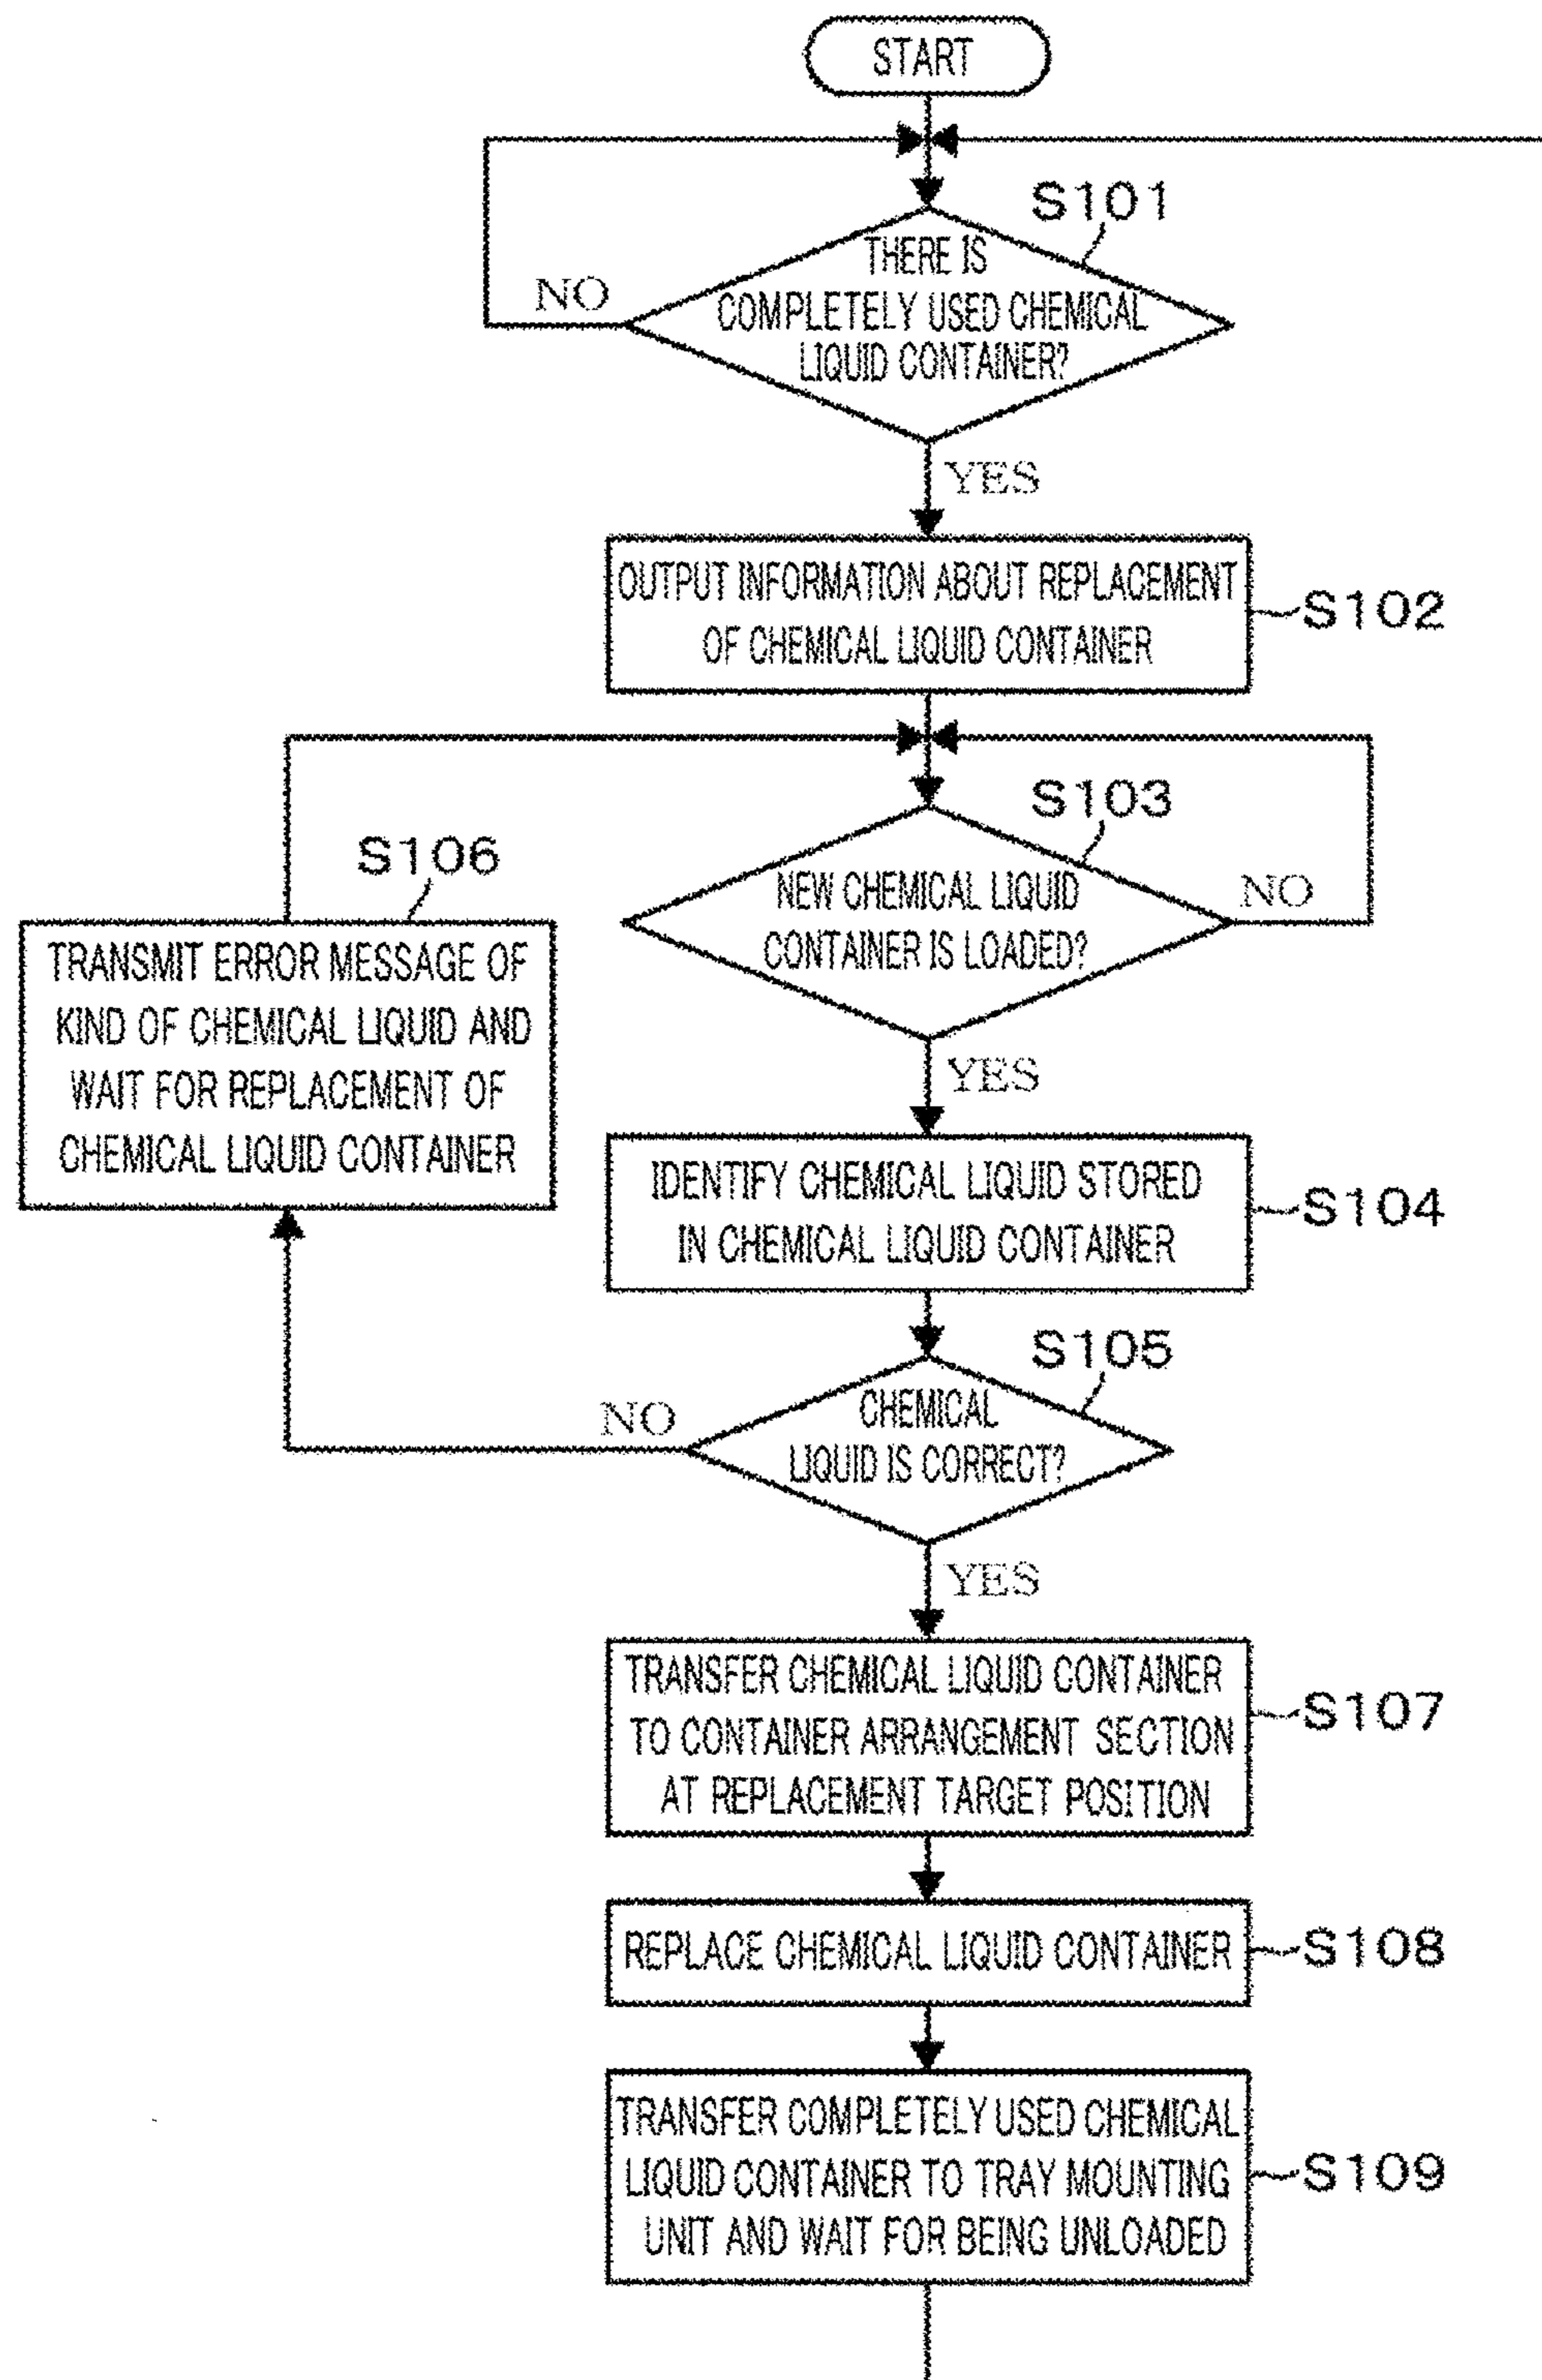 START
S101
THERE IS
COMPLETELY USED CHEMICAL
LIQUID CONTAINER?
NO
YES
OUTPUT INFORMATION ABOUT REPLACEMENT
OF CHEMICAL LIQUID CONTAINER
S102
S103
NEW CHEMICAL LIQUID
CONTAINER IS LOADED?
NO
YES
S106
TRANSMIT ERROR MESSAGE OF
KIND OF CHEMICAL LIQUID AND
WAIT FOR REPLACEMENT OF
CHEMICAL LIQUID CONTAINER
IDENTIFY CHEMICAL LIQUID STORED
IN CHEMICAL LIQUID CONTAINER
S104
S105
CHEMICAL
LIQUID IS CORRECT?
NO
YES
TRANSFER CHEMICAL LIQUID CONTAINER
TO CONTAINER ARRANGEMENT SECTION
AT REPLACEMENT TARGET POSITION
S107
REPLACE CHEMICAL LIQUID CONTAINER
S108
TRANSFER COMPLETELY USED CHEMICAL
LIQUID CONTAINER TO TRAY MOUNTING
UNIT AND WAIT FOR BEING UNLOADED
S109